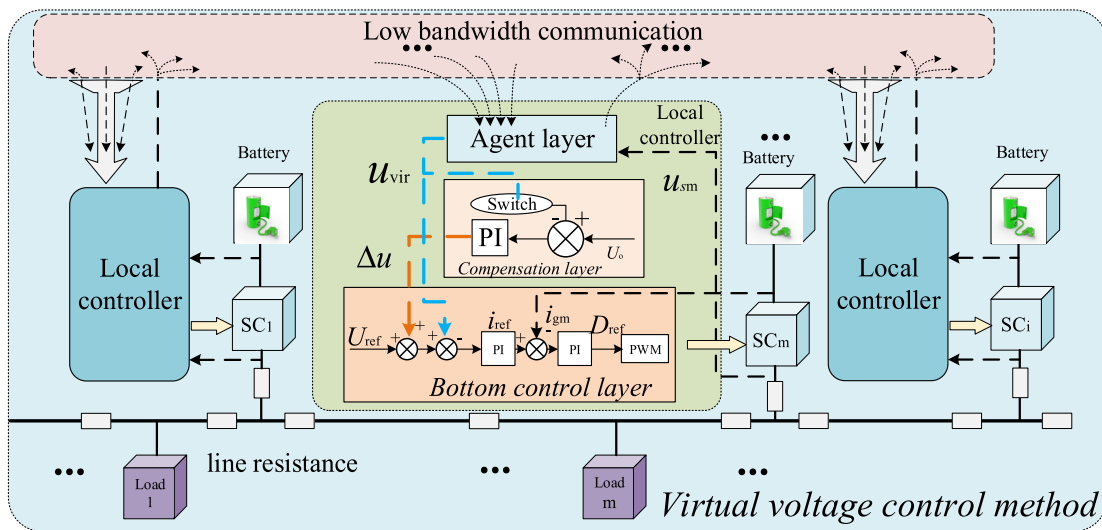 Low bandwidth communication
Agent layer
Local
controller
Battery
Battery
Battery
u_vir
u_sm
Switch
- +
PI
U_o
Compensation layer
Δu
Local
controller
Local
controller
SC_1
SC_m
SC_i
U_ref
+ +
+ -
i_ref
PI
+ -
i_gm
PI
D_ref
PWM
Bottom control layer
line resistance
Load
1
Load
m
Virtual voltage control method